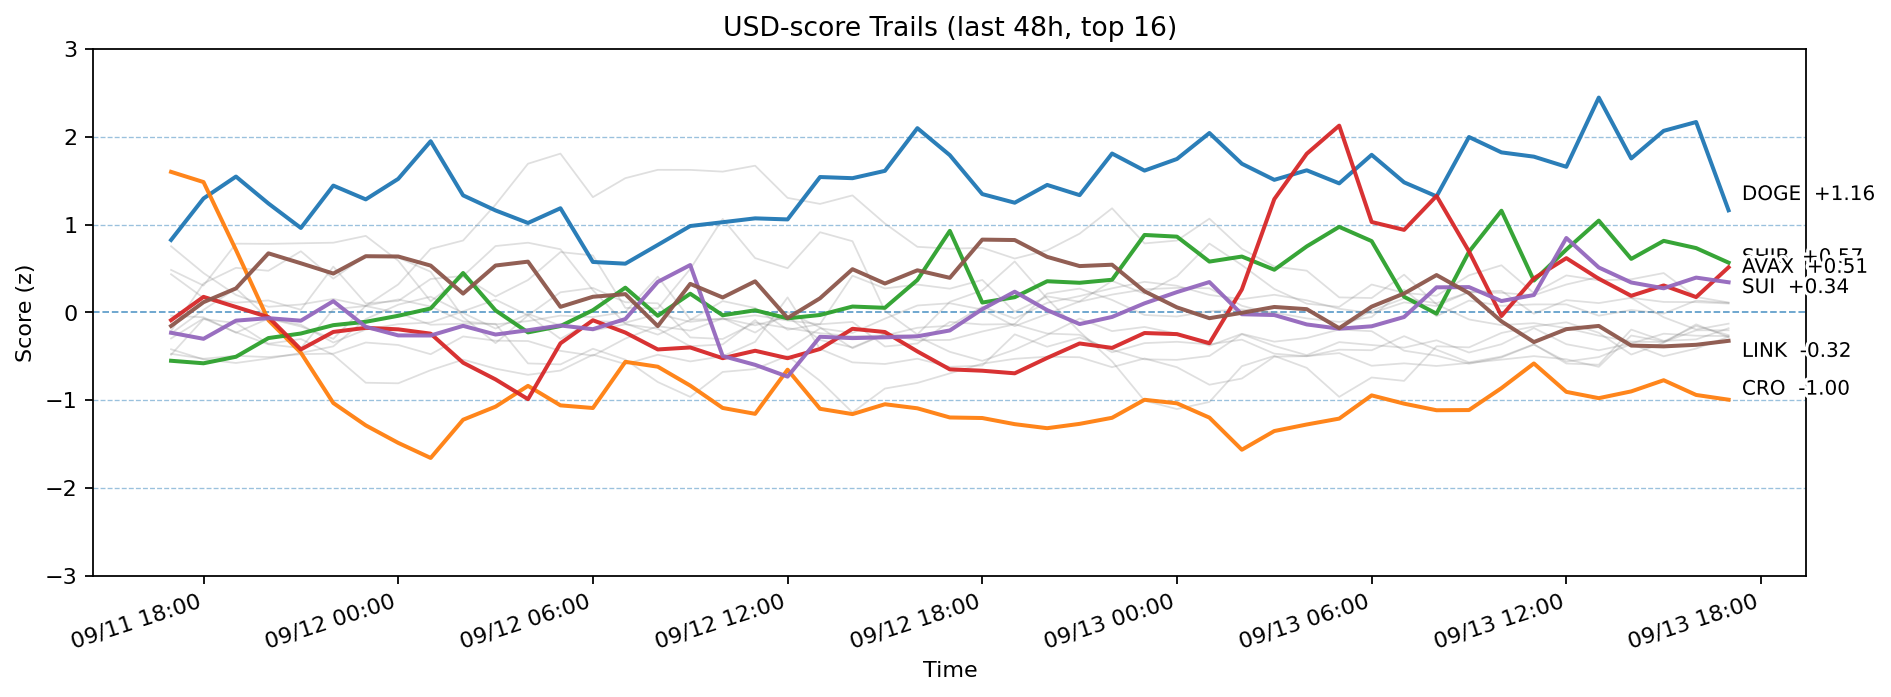 USD-score Trails (last 48h, top 16)
3
2
1
0
−1
−2
−3
Score (z)
DOGE +1.16
SHIB +0.57
AVAX +0.51
SUI +0.34
LINK -0.32
CRO -1.00
09/11 18:00
09/12 00:00
09/12 06:00
09/12 12:00
09/12 18:00
09/13 00:00
09/13 06:00
09/13 12:00
09/13 18:00
Time